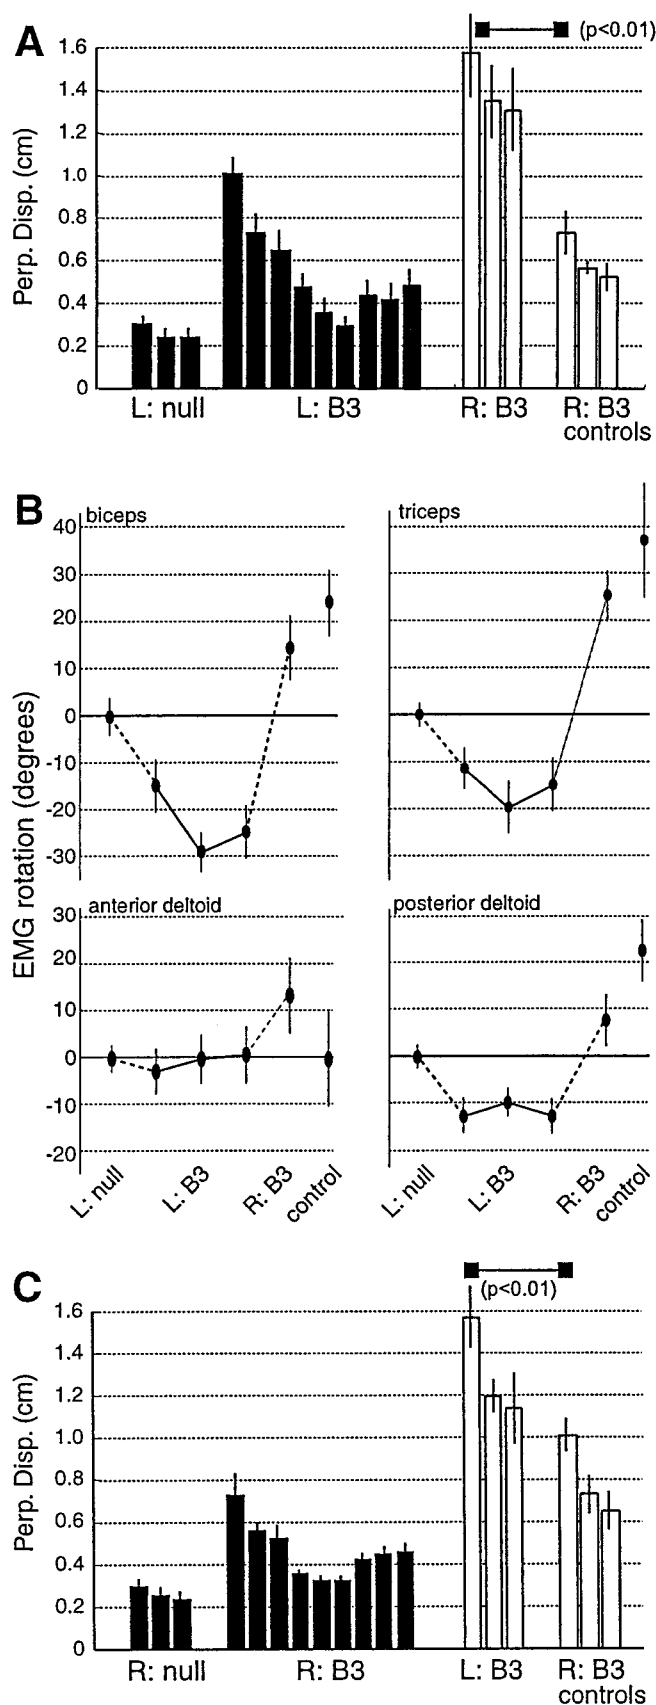 A
(p<0.01)
Perp. Disp. (cm)
1.6
1.4
1.2
1.0
0.8
0.6
0.4
0.2
0
L: null L: B3 R: B3 R: B3
controls
B
biceps triceps
EMG rotation (degrees)
40
30
20
10
0
-10
-20
-30
anterior deltoid posterior deltoid
30
20
10
0
-10
-20
L: null L: B3 R: B3 control L: null L: B3 R: B3 control
C
(p<0.01)
Perp. Disp. (cm)
1.6
1.4
1.2
1.0
0.8
0.6
0.4
0.2
0
R: null R: B3 L: B3 R: B3
controls